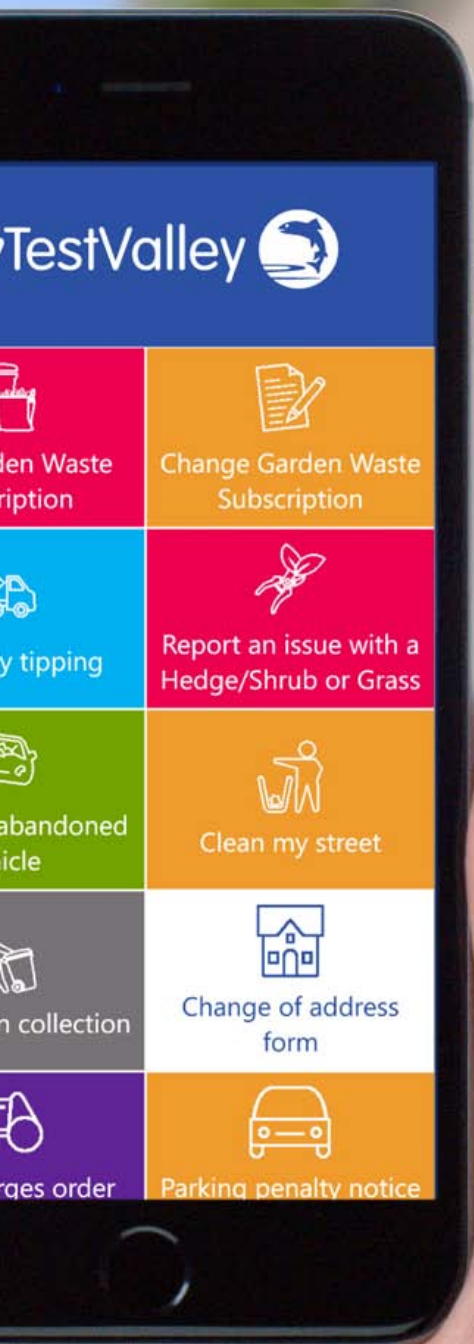 TestValley
den Waste
ription
Change Garden Waste
Subscription
y tipping
Report an issue with a
Hedge/Shrub or Grass
abandoned
icle
Clean my street
n collection
Change of address
form
rges order
Parking penalty notice